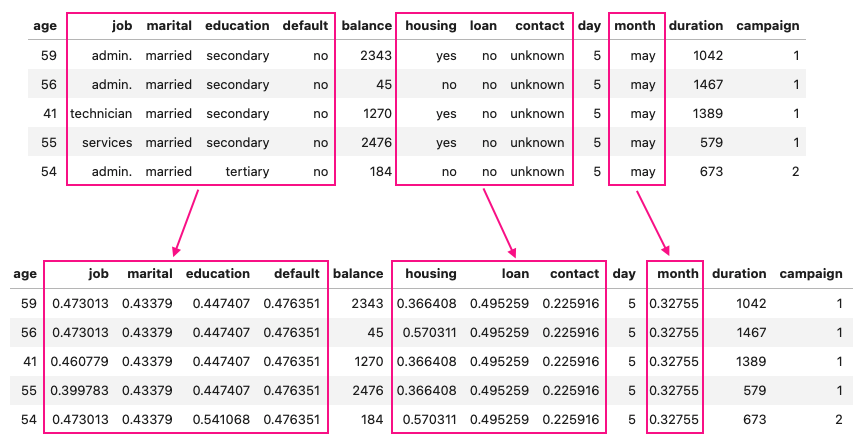 age job marital education default balance housing loan contact day month duration campaign
59 admin. married secondary no 2343 yes no unknown 5 may 1042 1
56 admin. married secondary no 45 no no unknown 5 may 1467 1
41 technician married secondary no 1270 yes no unknown 5 may 1389 1
55 services married secondary no 2476 yes no unknown 5 may 579 1
54 admin. married tertiary no 184 no no unknown 5 may 673 2
age job marital education default balance housing loan contact day month duration campaign
59 0.473013 0.43379 0.447407 0.476351 2343 0.366408 0.495259 0.225916 5 0.32755 1042 1
56 0.473013 0.43379 0.447407 0.476351 45 0.570311 0.495259 0.225916 5 0.32755 1467 1
41 0.460779 0.43379 0.447407 0.476351 1270 0.366408 0.495259 0.225916 5 0.32755 1389 1
55 0.399783 0.43379 0.447407 0.476351 2476 0.366408 0.495259 0.225916 5 0.32755 579 1
54 0.473013 0.43379 0.541068 0.476351 184 0.570311 0.495259 0.225916 5 0.32755 673 2